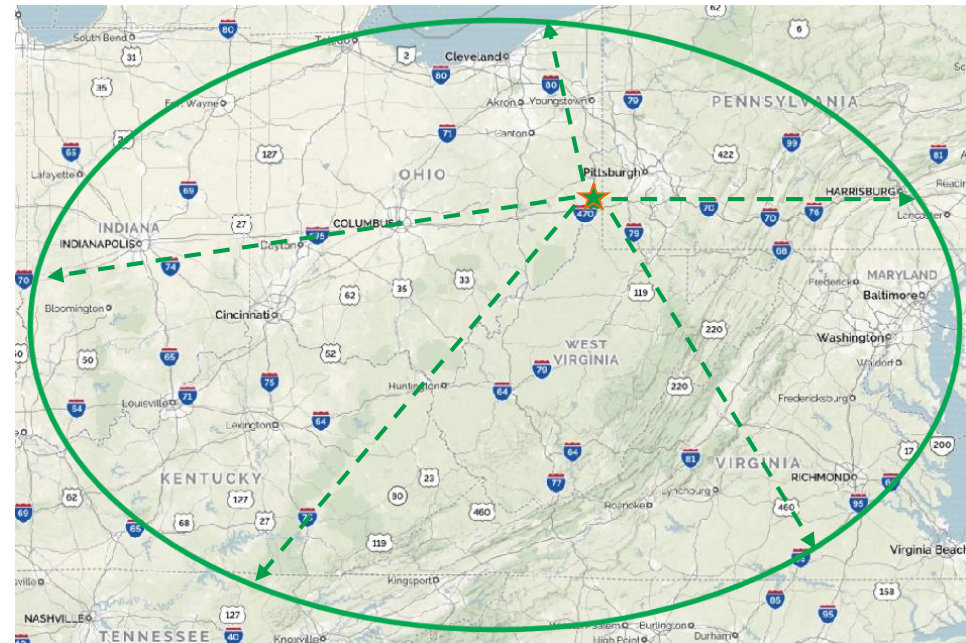 62
80
South Bend
Toledo
2
Cleveland
6
31
80
80
35
Fort Wayne
Akron
Youngstown
79
PENNSYLVANIA
71
Canton
99
65
127
422
81
Lafayette
OHIO
Pittsburgh
69
HARRISBURG
470
70
70
76
Lancaster
INDIANA
27
COLUMBUS
79
INDIANAPOLIS
Dayton
68
70
74
MARYLAND
62
35
33
119
Frederick
Baltimore
Bloomington
Cincinnati
220
Washington
50
65
52
WEST
VIRGINIA
79
Waldorf
75
Huntington
64
220
71
Louisville
64
Fredericksburg
Lexington
64
81
VIRGINIA
17
200
KENTUCKY
23
77
RICHMOND
62
127
80
Lynchburg
95
69
65
68
27
75
460
Roanoke
460
119
Virginia Beach
Kingsport
85
158
NASHVILLE
127
95
TENNESSEE
40
Knoxville
Burlington
High Point
Durham